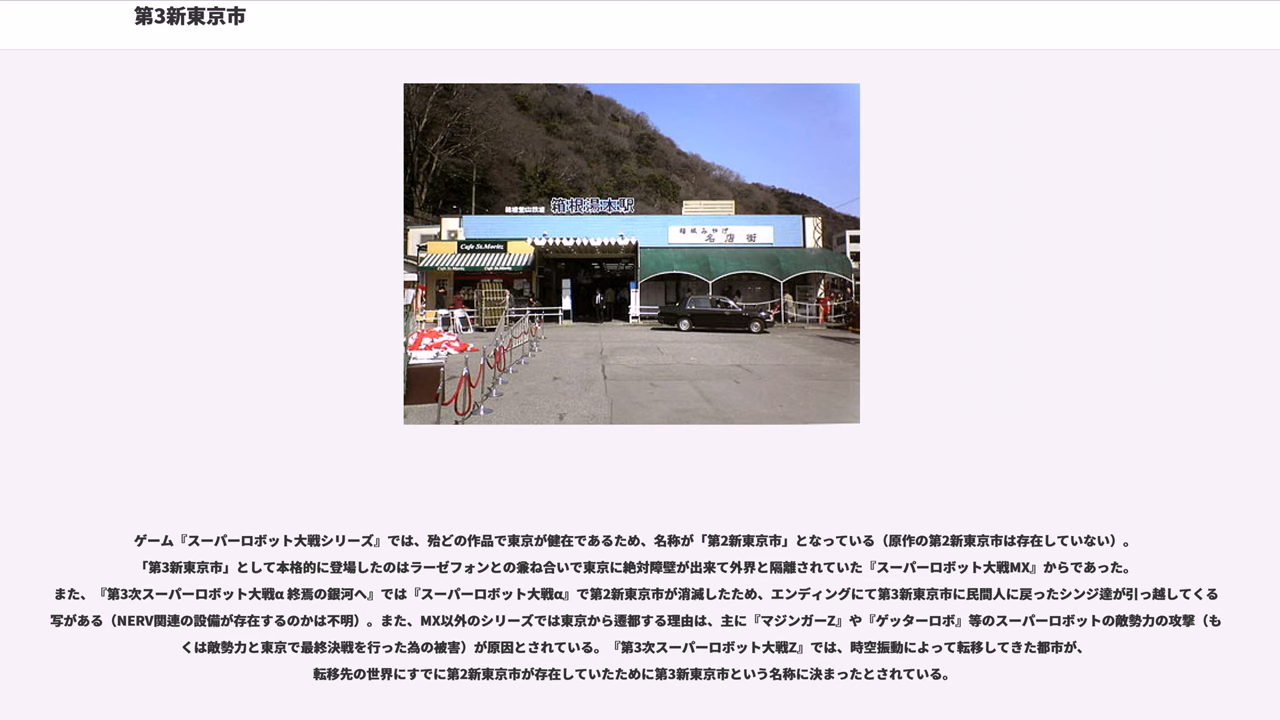 第3新東京市
箱根登山鉄道 箱根湯本駅
箱根みやげ
名店街
Cafe St.Moritz
Cafe St.Moritz Cafe St.Moritz
ゲーム『スーパーロボット大戦シリーズ』では、殆どの作品で東京が健在であるため、名称が「第2新東京市」となっている（原作の第2新東京市は存在していない）。
「第3新東京市」として本格的に登場したのはラーゼフォンとの兼ね合いで東京に絶対障壁が出来て外界と隔離されていた『スーパーロボット大戦MX』からであった。
また、『第3次スーパーロボット大戦α 終焉の銀河へ』では『スーパーロボット大戦α』で第2新東京市が消滅したため、エンディングにて第3新東京市に民間人に戻ったシンジ達が引っ越してくる
写がある（NERV関連の設備が存在するのかは不明）。また、MX以外のシリーズでは東京から遷都する理由は、主に『マジンガーZ』や『ゲッターロボ』等のスーパーロボットの敵勢力の攻撃（も
くは敵勢力と東京で最終決戦を行った為の被害）が原因とされている。『第3次スーパーロボット大戦Z』では、時空振動によって転移してきた都市が、
転移先の世界にすでに第2新東京市が存在していたために第3新東京市という名称に決まったとされている。